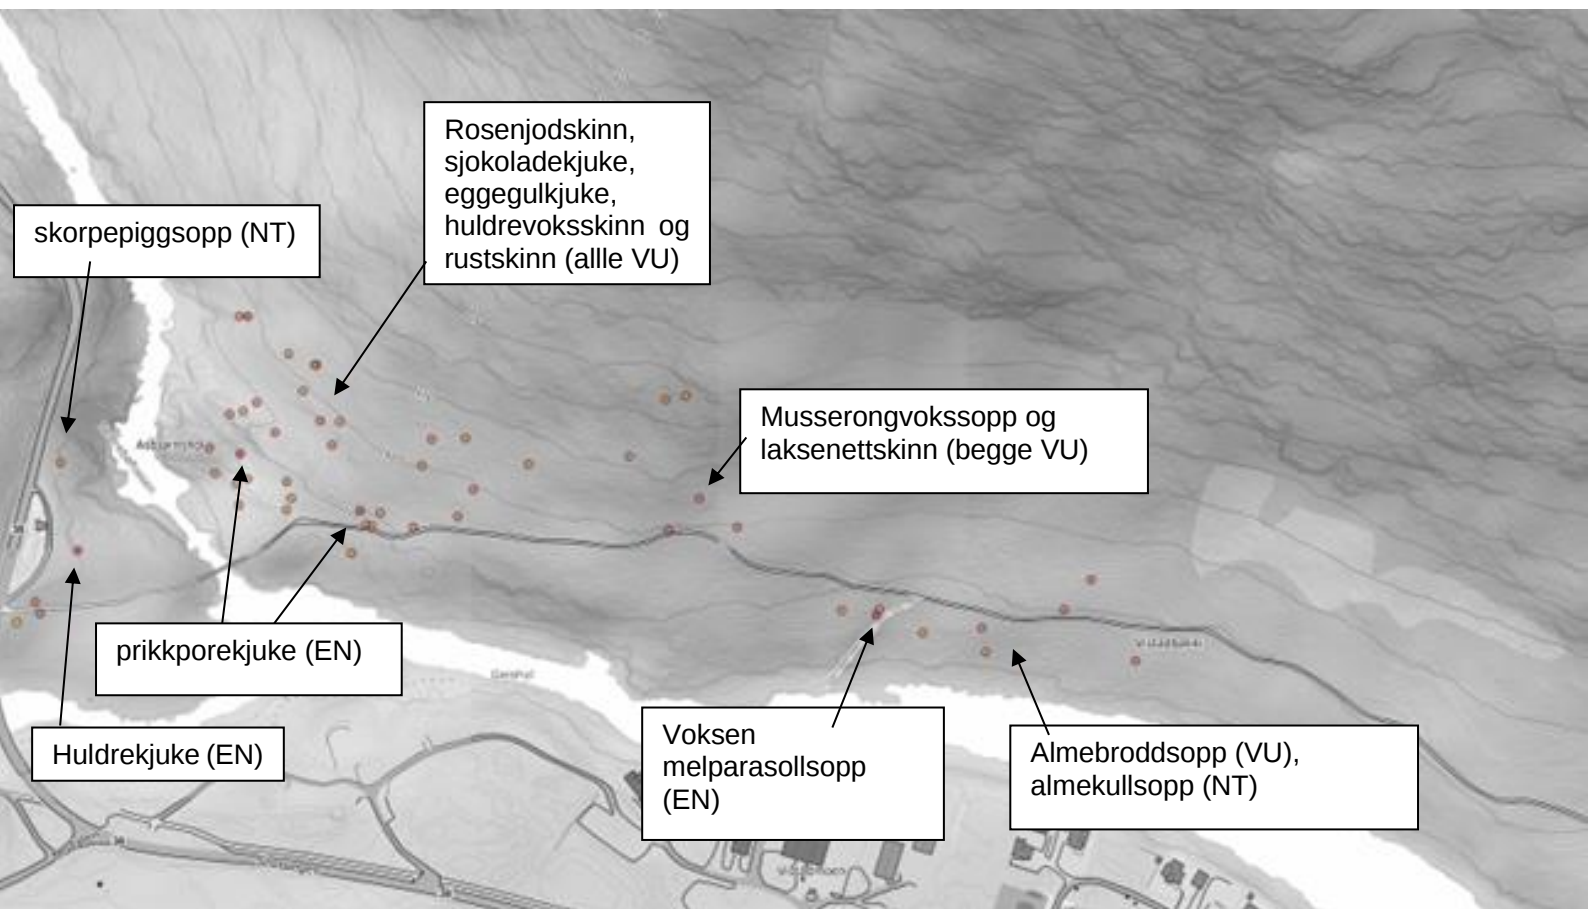 Rosenjodskinn,
sjokoladekjuke,
eggegulkjuke,
huldrevoksskinn og
rustskinn (allle VU)
skorpepiggsopp (NT)
Musserongvokssopp og
laksenettskinn (begge VU)
prikkporekjuke (EN)
Huldrekjuke (EN)
Voksen
melparasollsopp
(EN)
Almebroddsopp (VU),
almekullsopp (NT)